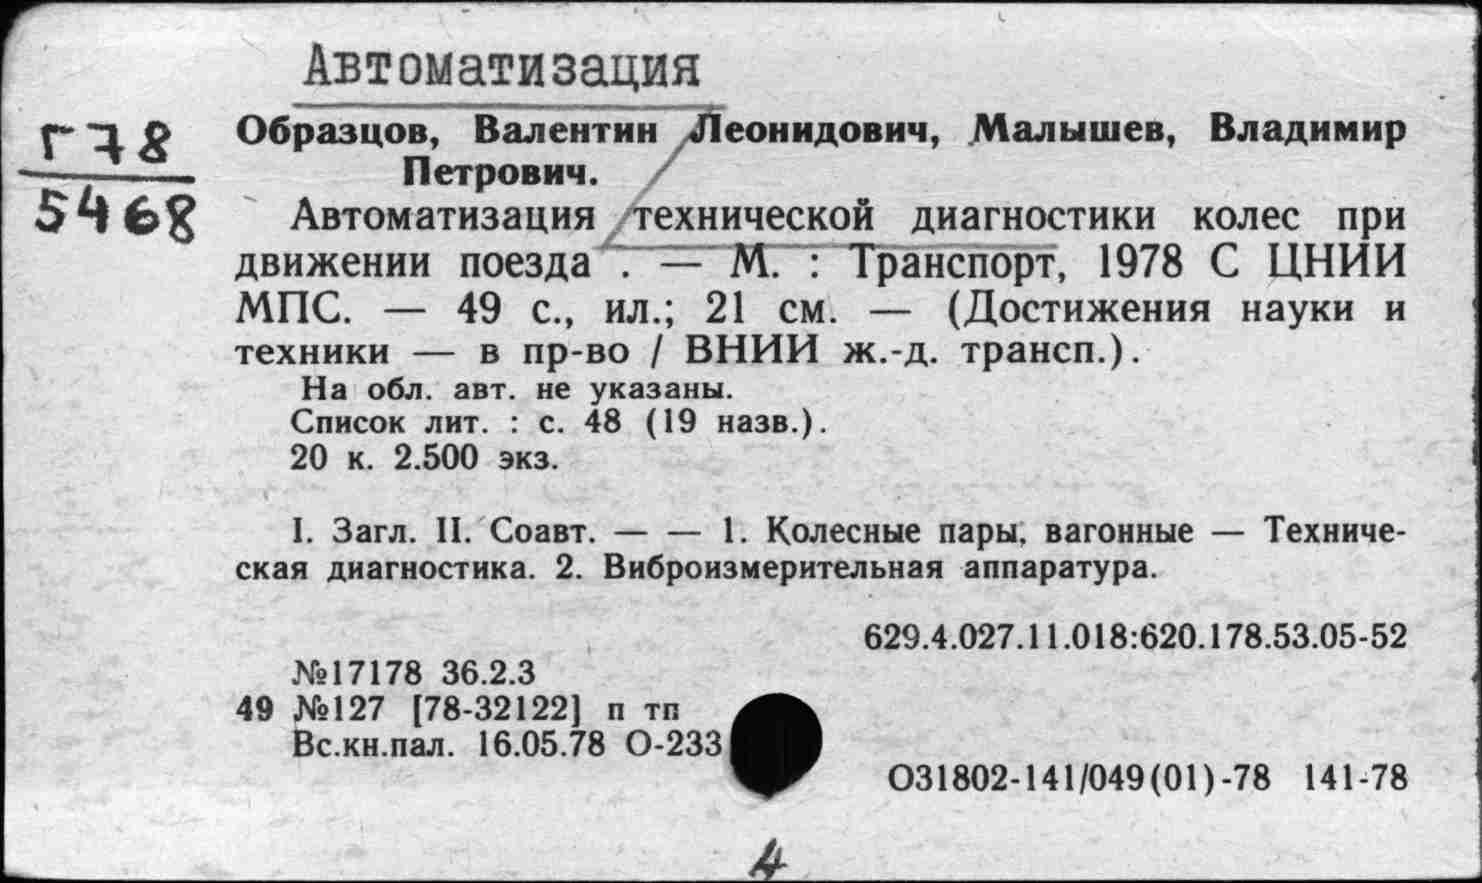 Автоматизация
Г78
5468
Образцов, Валентин Леонидович, Малышев, Владимир
Петрович.
Автоматизация технической диагностики колес при
движении поезда . — М. : Транспорт, 1978 С ЦНИИ
МПС. — 49 с., ил.; 21 см. — (Достижения науки и
техники — в пр-во / ВНИИ ж.-д. трансп.).
На обл. авт. не указаны.
Список лит. : с. 48 (19 назв.).
20 к. 2.500 экз.
I. Загл. II. Соавт. — — 1. Колесные пары, вагонные — Техниче-
ская диагностика. 2. Виброизмерительная аппаратура.
629.4.027.11.018:620.178.53.05-52
№17178 36.2.3
49 №127 [78-32122] п тп
Вс.кн.пал. 16.05.78 О-233
О31802-141/049(01)-78 141-78
4